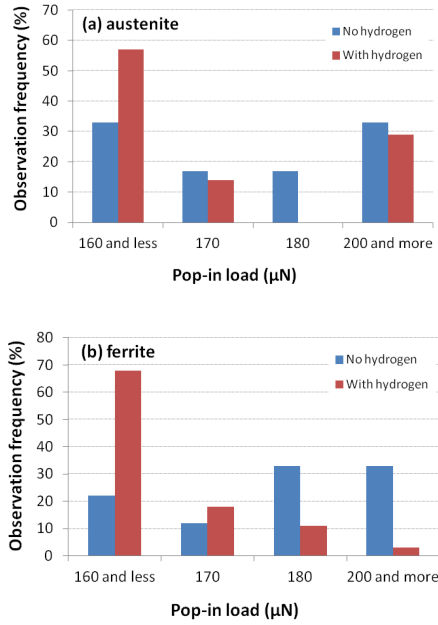 (a) austenite
No hydrogen
With hydrogen
Observation frequency (%)
70
60
50
40
30
20
10
0
160 and less 170 180 200 and more
Pop-in load (µN)
(b) ferrite
No hydrogen
With hydrogen
Observation frequency (%)
80
70
60
50
40
30
20
10
0
160 and less 170 180 200 and more
Pop-in load (µN)